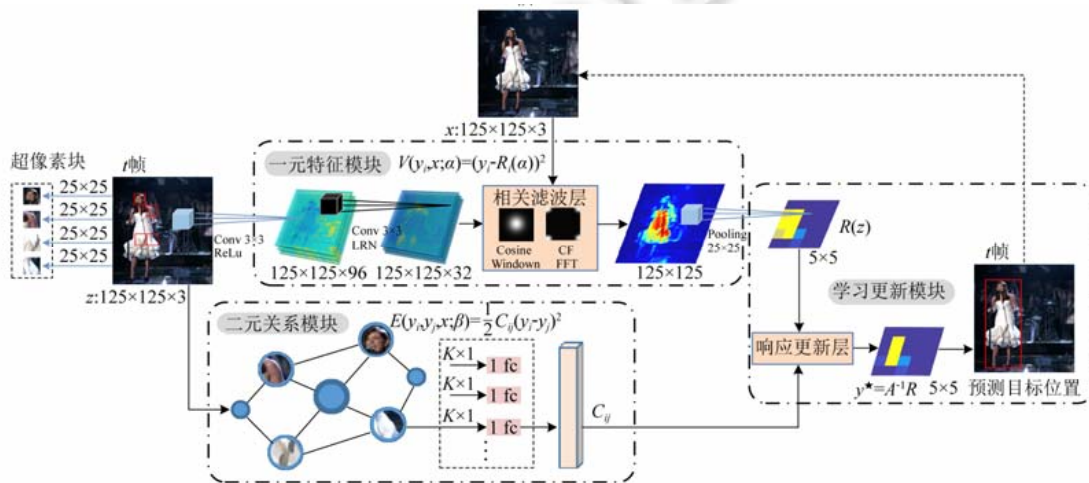 x:125×125×3
超像素块
t帧
25×25
25×25
25×25
25×25
z:125×125×3
Conv 3×3
ReLu
一元特征模块
V(yᵢ,x;α)=(yᵢ-Rᵢ(α))²
125×125×96
Conv 3×3
LRN
125×125×32
相关滤波层
Cosine
Windown
CF
FFT
125×125
Pooling
25×25
R(z)
5×5
学习更新模块
响应更新层
y★=A⁻¹R
5×5
t帧
预测目标位置
二元关系模块
E(yᵢ,yⱼ,x;β)=1/2 Cᵢⱼ(yᵢ-yⱼ)²
K×1
1 fc
K×1
1 fc
K×1
1 fc
⋮
Cᵢⱼ